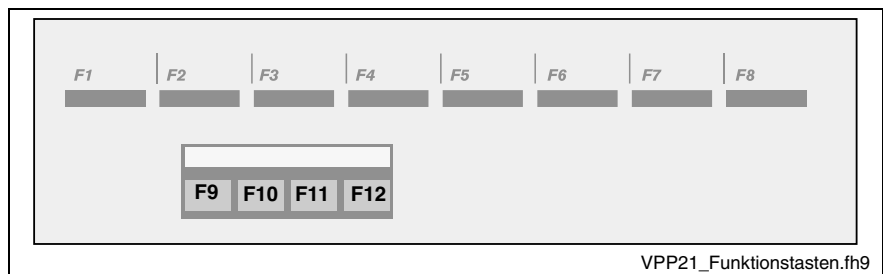 F1 F2 F3 F4 F5 F6 F7 F8
F9 F10 F11 F12
VPP21_Funktionstasten.fh9